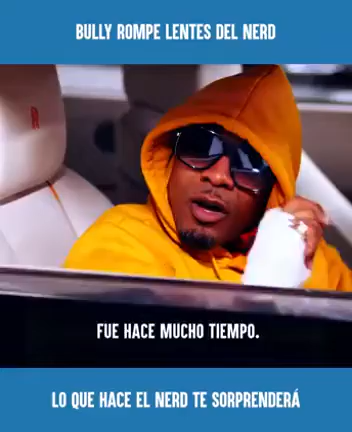 BULLY ROMPE LENTES DEL NERD
R
FUE HACE MUCHO TIEMPO.
LO QUE HACE EL NERD TE SORPRENDERÁ